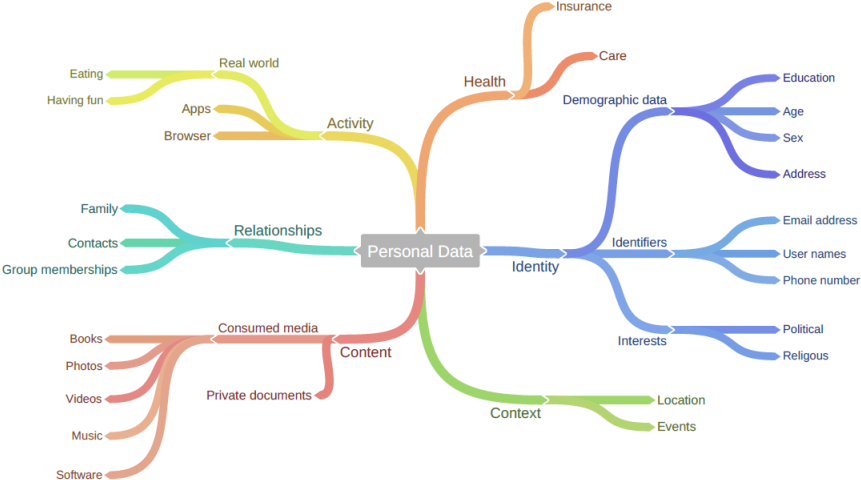 Personal Data
Health
Insurance
Care
Identity
Demographic data
Education
Age
Sex
Address
Identifiers
Email address
User names
Phone number
Interests
Political
Religous
Context
Location
Events
Activity
Real world
Eating
Having fun
Apps
Browser
Relationships
Family
Contacts
Group memberships
Content
Consumed media
Books
Photos
Videos
Music
Software
Private documents